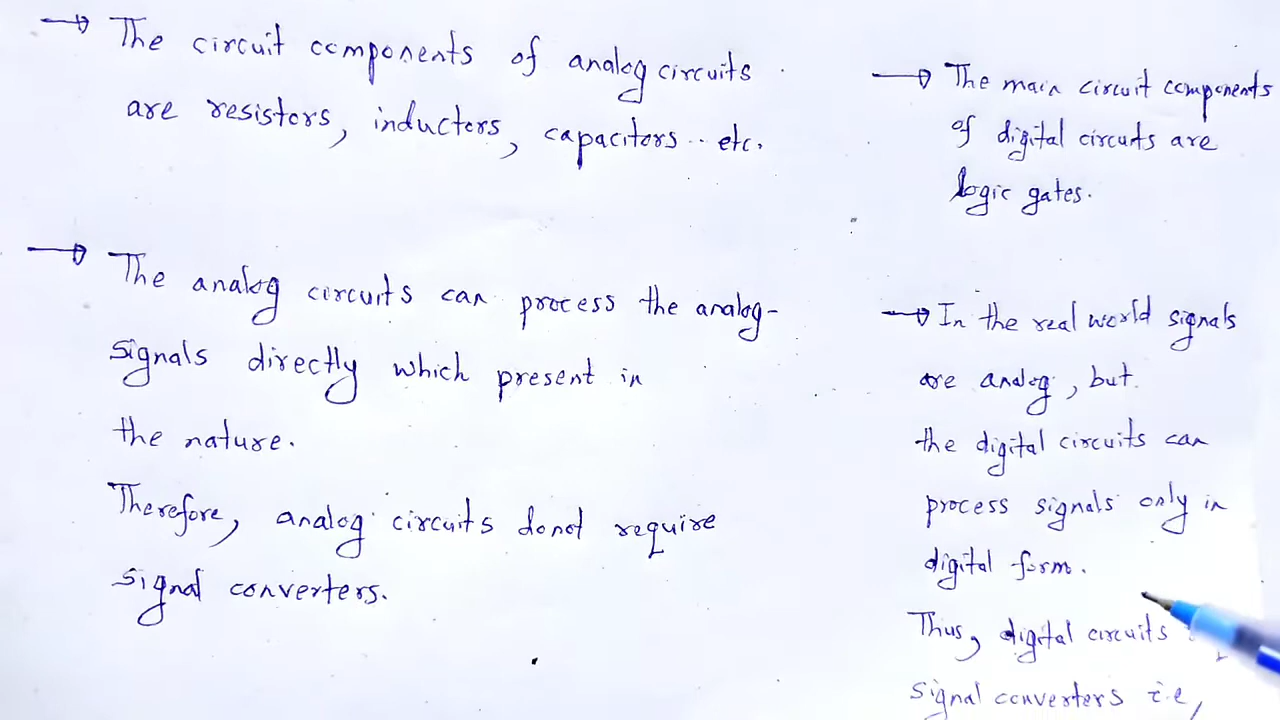 The circuit components of analog circuits
are resistors, inductors, capacitors .. etc.
The analog circuits can process the analog-
signals directly which present in
the nature.
Therefore, analog circuits donot require
signal converters.
The main circuit components
of digital circuits are
logic gates.
In the real world signals
are analog, but
the digital circuits can
process signals only in
digital form.
Thus, digital circuits
signal converters i.e,